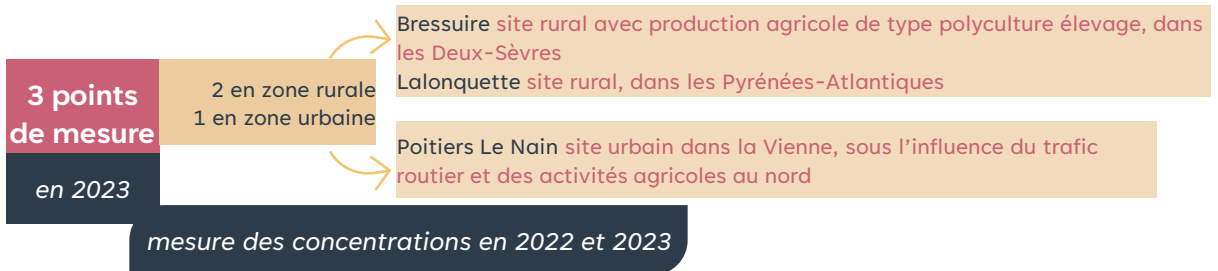 3 points
de mesure
en 2023
2 en zone rurale
1 en zone urbaine
Bressuire site rural avec production agricole de type polyculture élevage, dans
les Deux-Sèvres
Lalonquette site rural, dans les Pyrénées-Atlantiques
Poitiers Le Nain site urbain dans la Vienne, sous l'influence du trafic
routier et des activités agricoles au nord
mesure des concentrations en 2022 et 2023